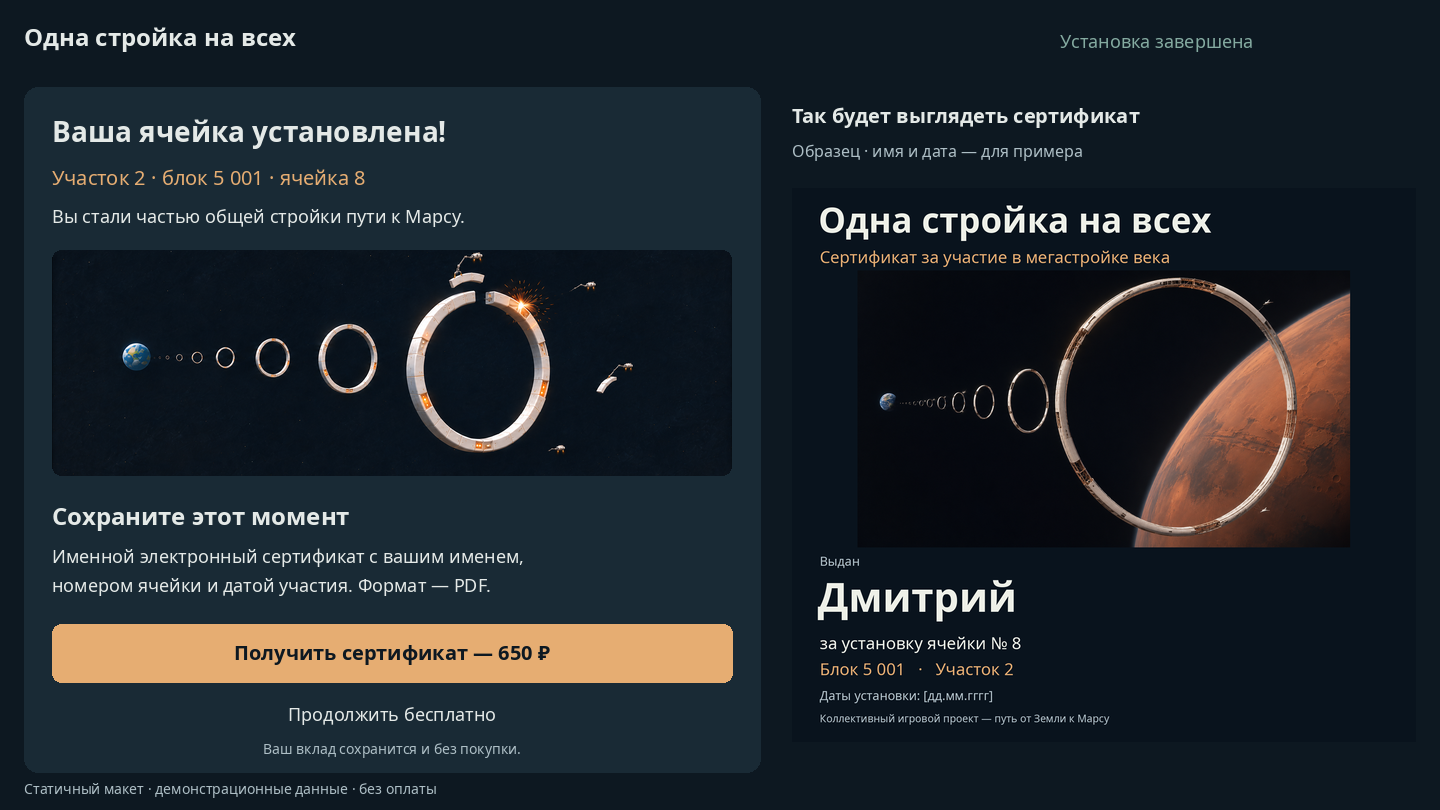 Одна стройка на всех
Установка завершена
Ваша ячейка установлена!
Участок 2 · блок 5 001 · ячейка 8
Вы стали частью общей стройки пути к Марсу.
Сохраните этот момент
Именной электронный сертификат с вашим именем,
номером ячейки и датой участия. Формат — PDF.
Получить сертификат — 650 ₽
Продолжить бесплатно
Ваш вклад сохранится и без покупки.
Статичный макет · демонстрационные данные · без оплаты
Так будет выглядеть сертификат
Образец · имя и дата — для примера
Одна стройка на всех
Сертификат за участие в мегастройке века
Выдан
Дмитрий
за установку ячейки № 8
Блок 5 001 · Участок 2
Даты установки: [дд.мм.гггг]
Коллективный игровой проект — путь от Земли к Марсу